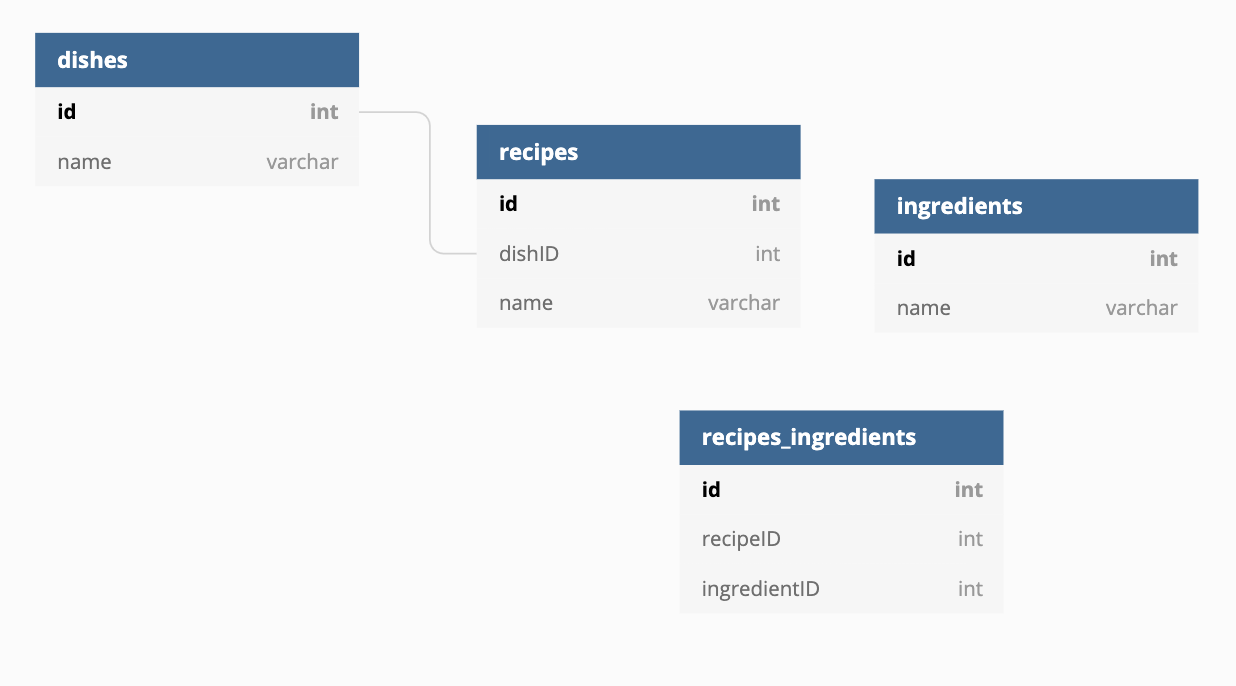 dishes
id int
name varchar
recipes
id int
dishID int
name varchar
ingredients
id int
name varchar
recipes_ingredients
id int
recipeID int
ingredientID int